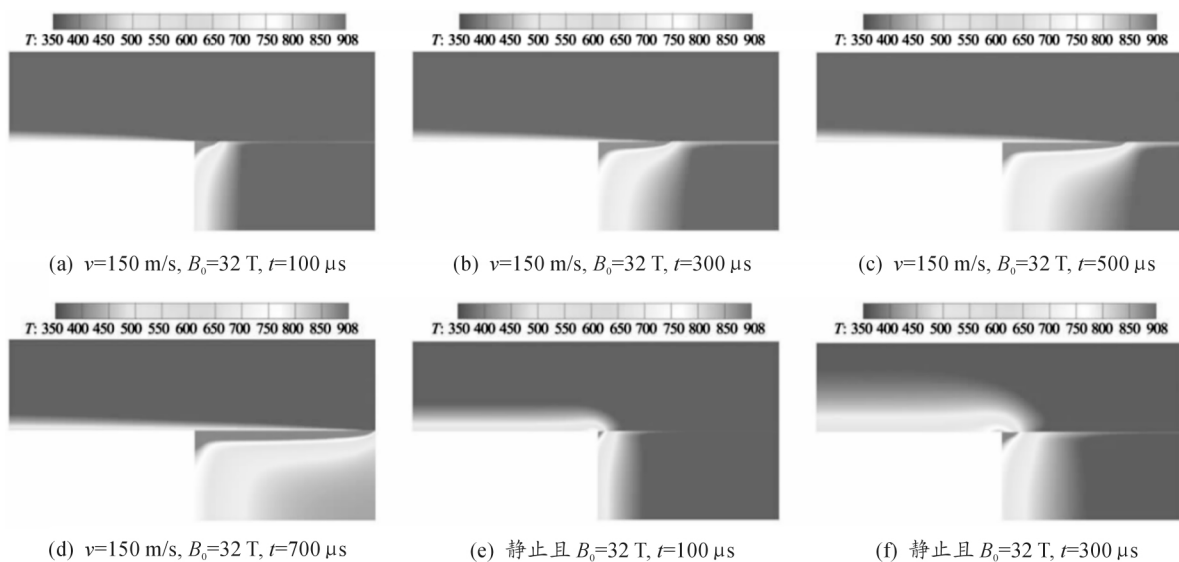 T: 350 400 450 500 550 600 650 700 750 800 850 908
T: 350 400 450 500 550 600 650 700 750 800 850 908
T: 350 400 450 500 550 600 650 700 750 800 850 908
(a) v=150 m/s, B₀=32 T, t=100 μs
(b) v=150 m/s, B₀=32 T, t=300 μs
(c) v=150 m/s, B₀=32 T, t=500 μs
T: 350 400 450 500 550 600 650 700 750 800 850 908
T: 350 400 450 500 550 600 650 700 750 800 850 908
T: 350 400 450 500 550 600 650 700 750 800 850 908
(d) v=150 m/s, B₀=32 T, t=700 μs
(e) 静止且 B₀=32 T, t=100 μs
(f) 静止且 B₀=32 T, t=300 μs